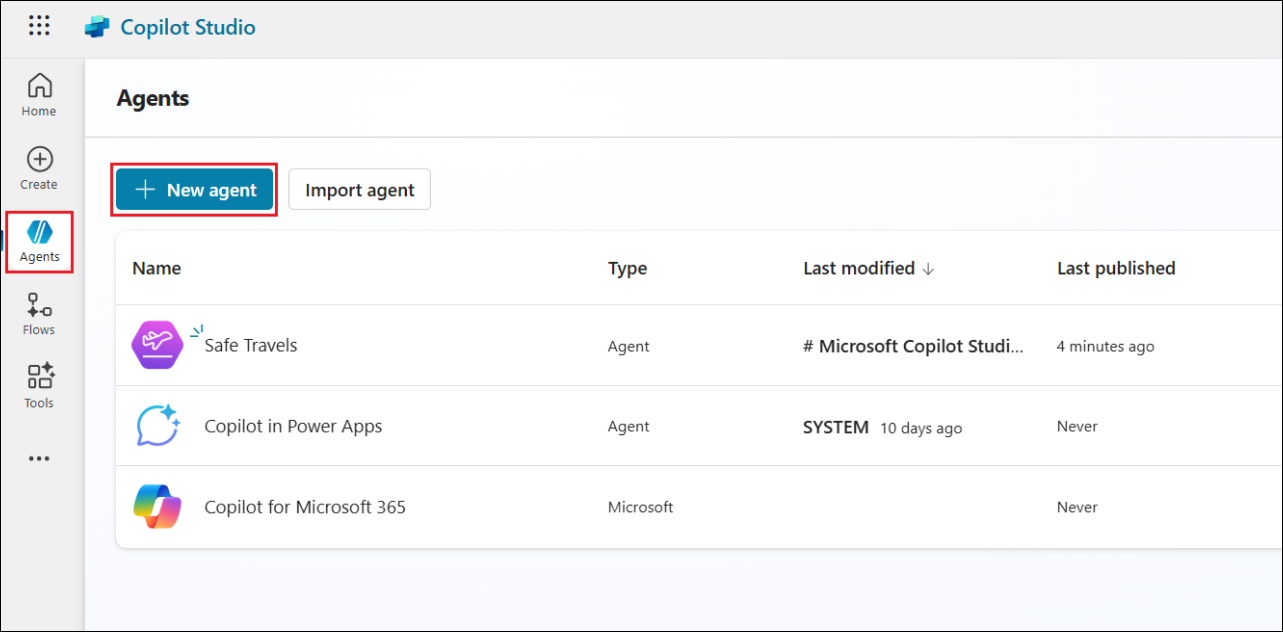 Copilot Studio
Home
Create
Agents
Flows
Tools
Agents
New agent Import agent
Name Type Last modified ↓ Last published
Safe Travels Agent # Microsoft Copilot Studi... 4 minutes ago
Copilot in Power Apps Agent SYSTEM 10 days ago Never
Copilot for Microsoft 365 Microsoft Never